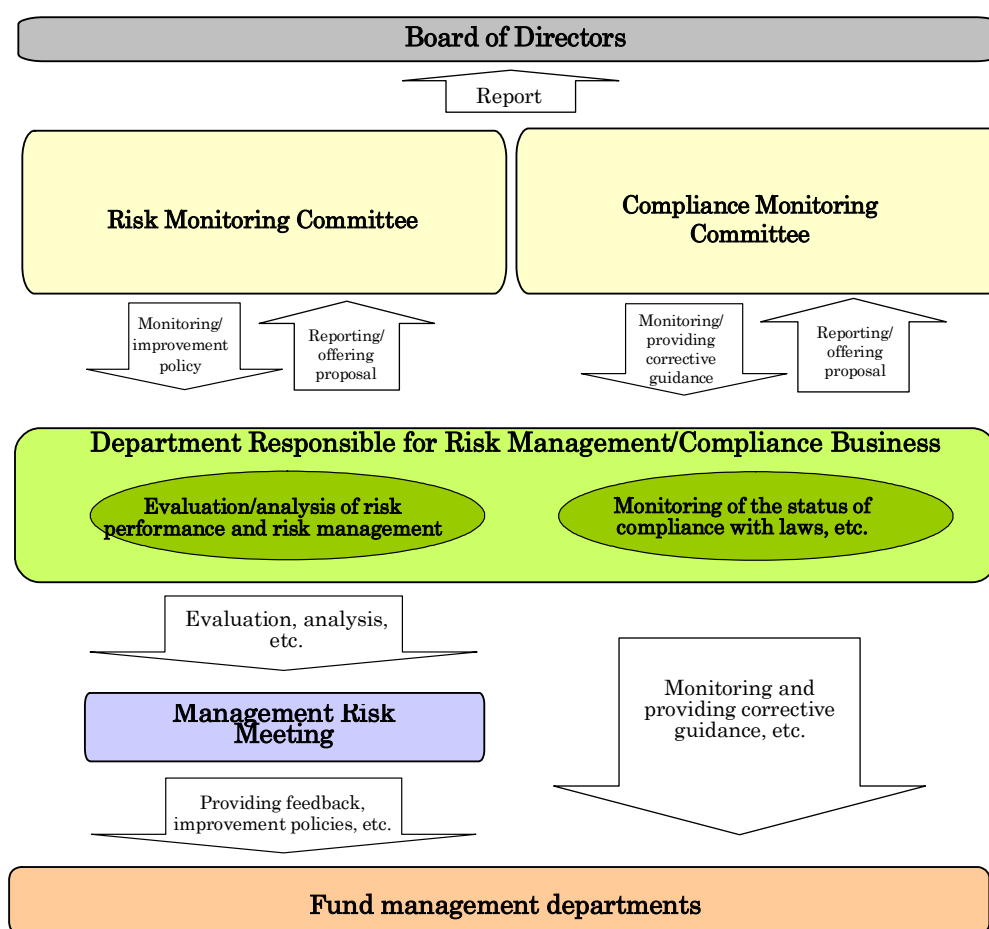 Board of Directors
Report
Risk Monitoring Committee
Compliance Monitoring
Committee
Monitoring/
improvement
policy
Reporting/
offering
proposal
Monitoring/
providing
corrective
guidance
Reporting/
offering
proposal
Department Responsible for Risk Management/Compliance Business
Evaluation/analysis of risk
performance and risk management
Monitoring of the status of
compliance with laws, etc.
Evaluation, analysis,
etc.
Management Risk
Meeting
Monitoring and
providing corrective
guidance, etc.
Providing feedback,
improvement policies, etc.
Fund management departments